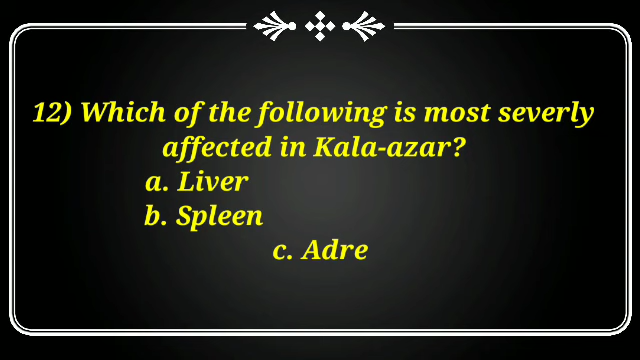 12) Which of the following is most severly
affected in Kala-azar?
a. Liver
b. Spleen
c. Adre